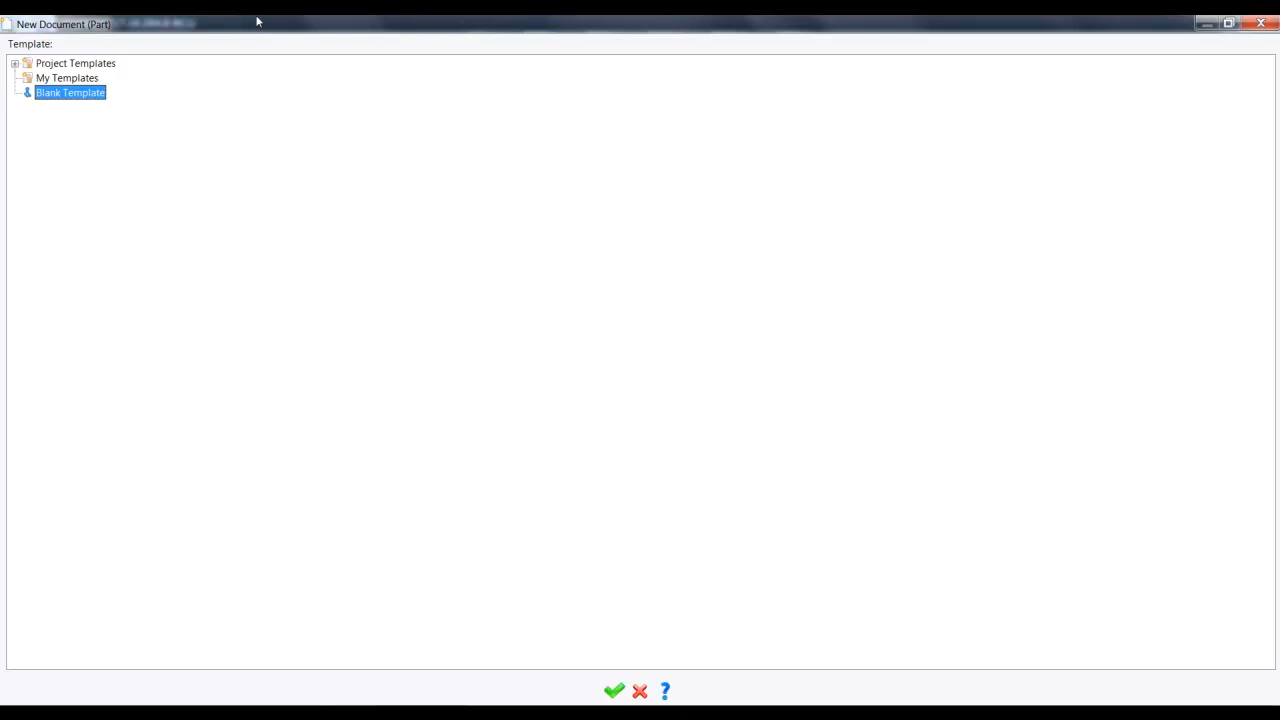 New Document (Part)
Template:
Project Templates
My Templates
Blank Template